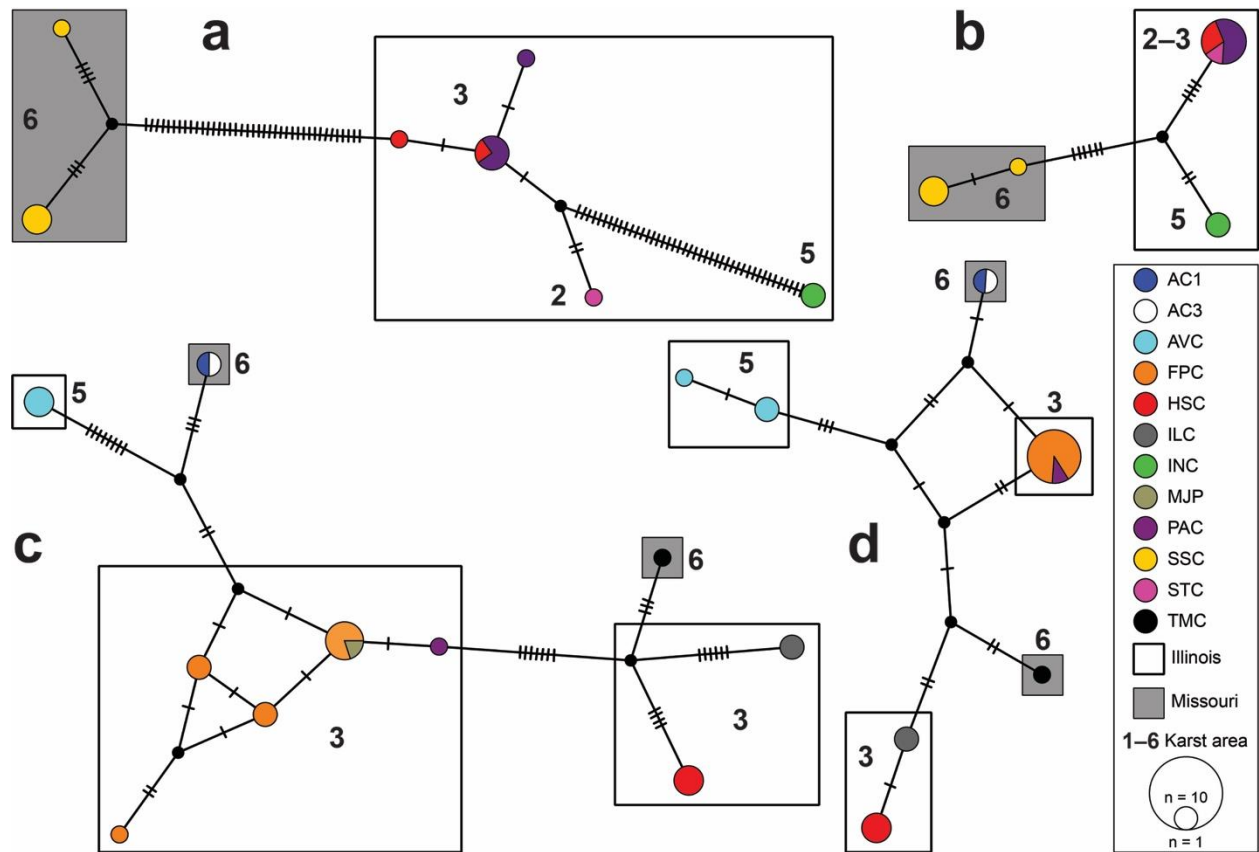 a
b
6
3
2–3
5
2
6
5
AC1
AC3
AVC
FPC
HSC
ILC
INC
MJP
PAC
SSC
STC
TMC
Illinois
Missouri
1–6 Karst area
n = 10
n = 1
c
5
6
3
6
3
d
6
5
3
6
3